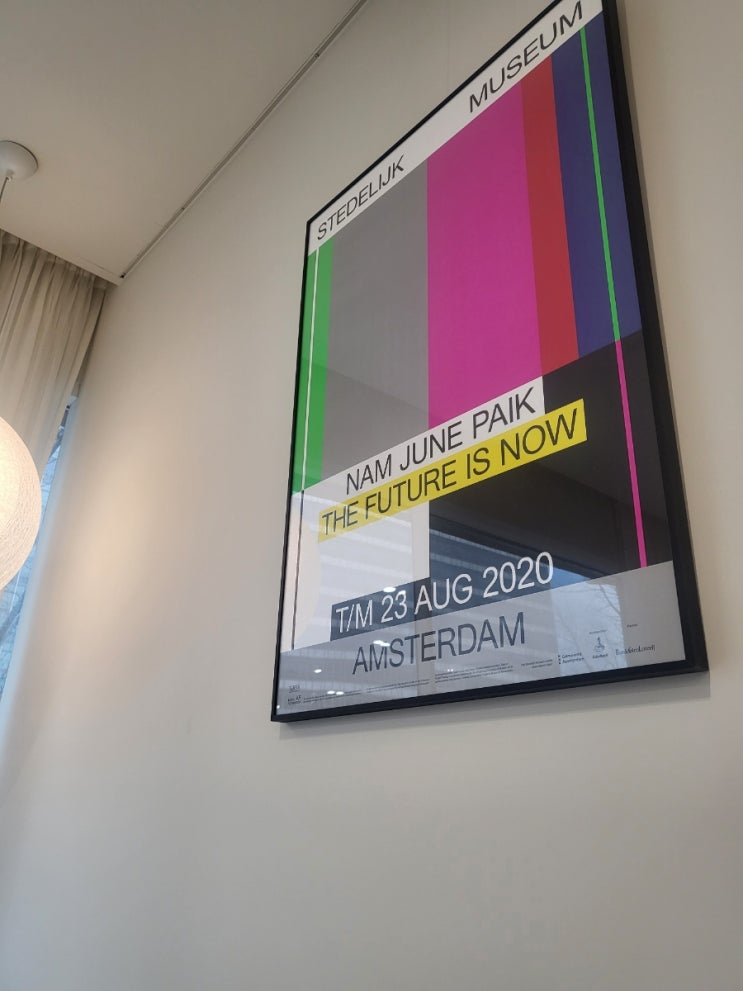 STEDELIJK MUSEUM
NAM JUNE PAIK
THE FUTURE IS NOW
T/M 23 AUG 2020
AMSTERDAM